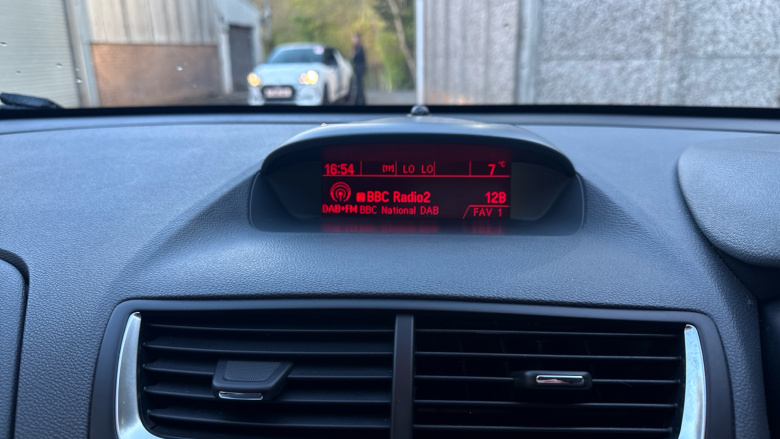 16:54 LO LO 7°C
BBC Radio2 12B
DAB+FM BBC National DAB FAV 1